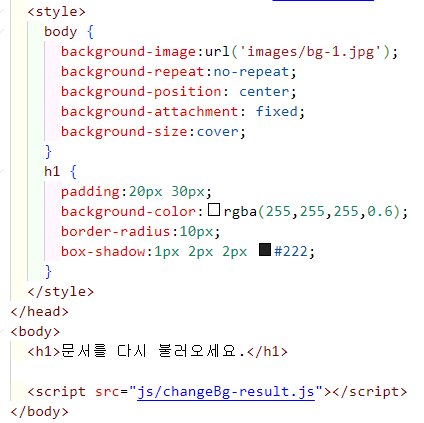 <style>
body {
background-image:url('images/bg-1.jpg');
background-repeat:no-repeat;
background-position: center;
background-attachment: fixed;
background-size:cover;
}
h1 {
padding:20px 30px;
background-color:rgba(255,255,255,0.6);
border-radius:10px;
box-shadow:1px 2px 2px #222;
}
</style>
</head>
<body>
<h1>문서를 다시 불러오세요.</h1>
<script src="js/changeBg-result.js"></script>
</body>